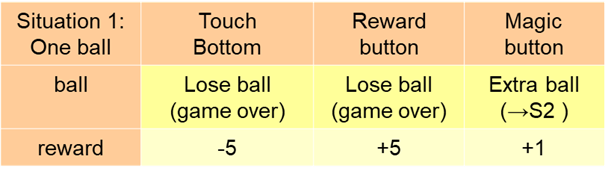 Situation 1: Touch Reward Magic
One ball Bottom button button
ball Lose ball Lose ball Extra ball
(game over) (game over) (→S2 )
reward -5 +5 +1